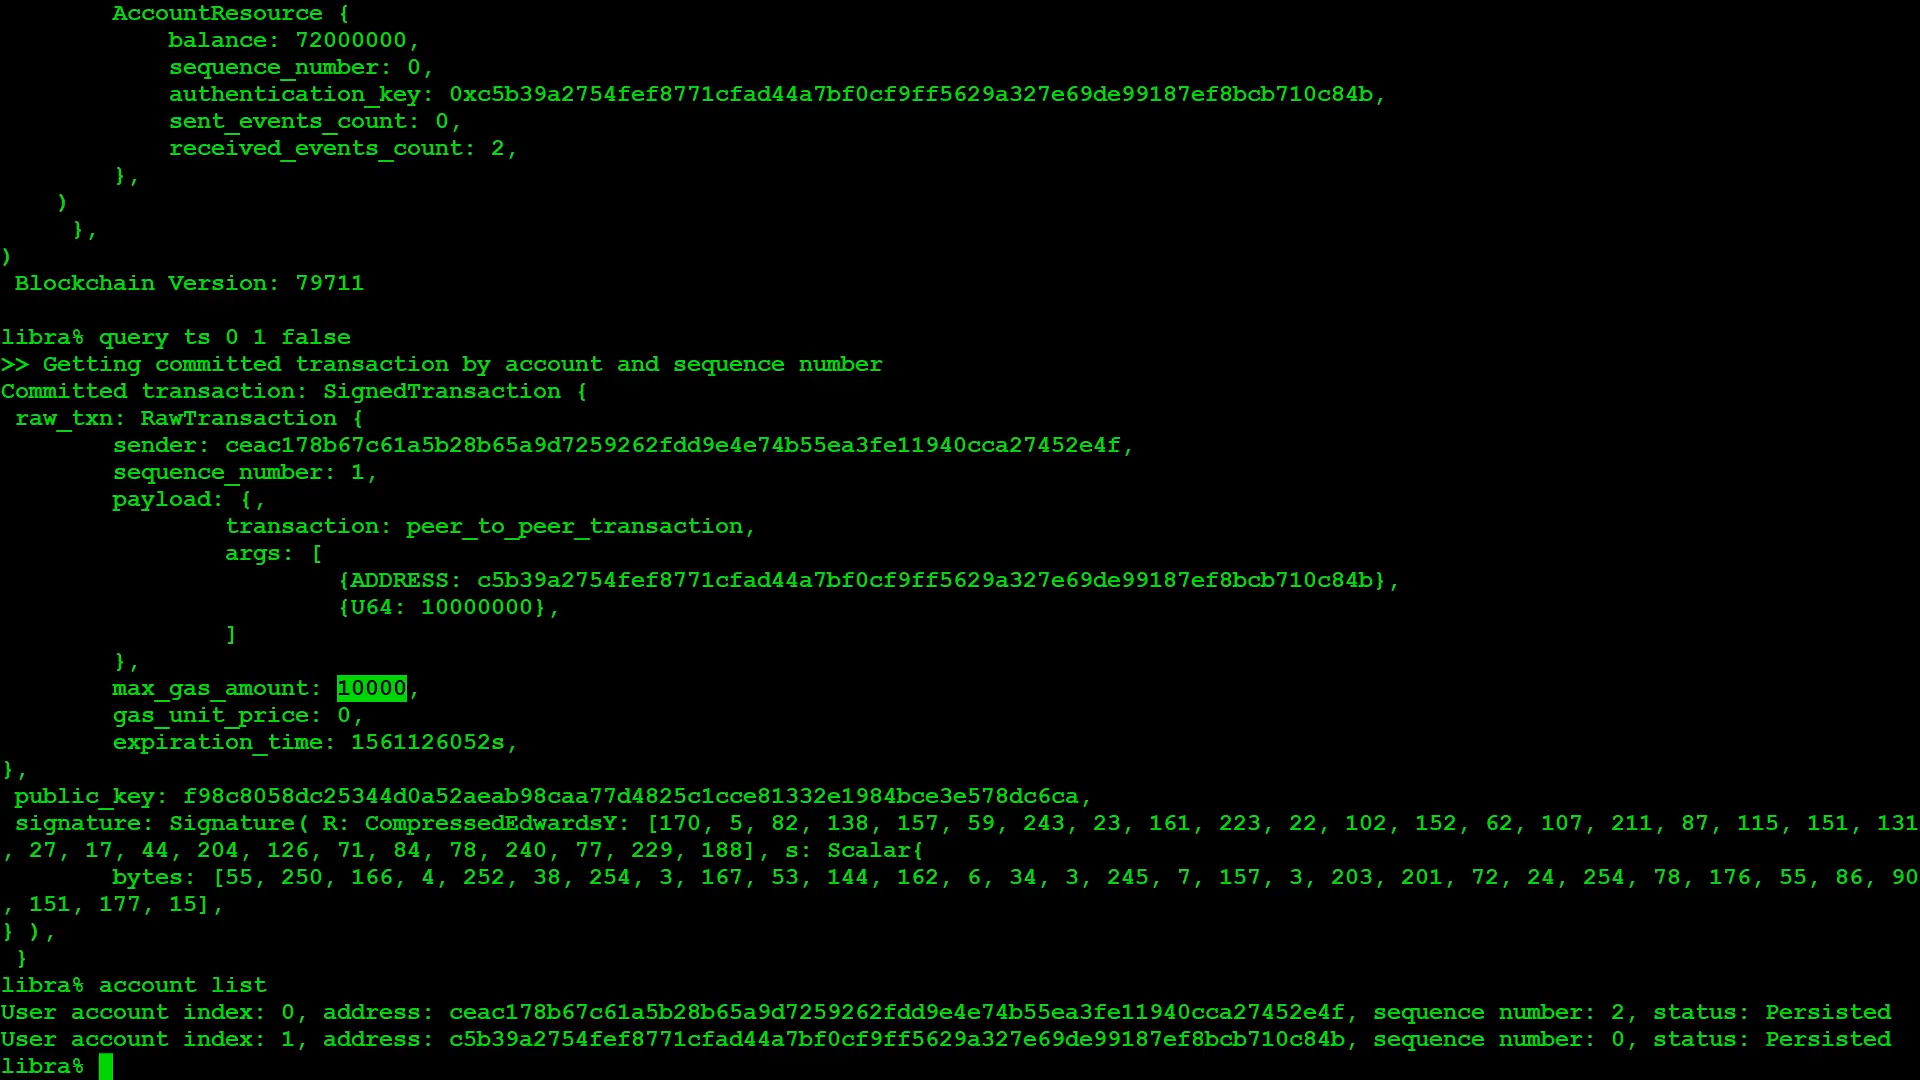 AccountResource {
balance: 72000000,
sequence_number: 0,
authentication_key: 0xc5b39a2754fef8771cfad44a7bf0cf9ff5629a327e69de99187ef8bcb710c84b,
sent_events_count: 0,
received_events_count: 2,
},
)
},
)
Blockchain Version: 79711
libra% query ts 0 1 false
>> Getting committed transaction by account and sequence number
Committed transaction: SignedTransaction {
raw_txn: RawTransaction {
sender: ceac178b67c61a5b28b65a9d7259262fdd9e4e74b55ea3fe11940cca27452e4f,
sequence_number: 1,
payload: {,
transaction: peer_to_peer_transaction,
args: [
{ADDRESS: c5b39a2754fef8771cfad44a7bf0cf9ff5629a327e69de99187ef8bcb710c84b},
{U64: 10000000},
]
},
max_gas_amount: 10000,
gas_unit_price: 0,
expiration_time: 1561126052s,
},
public_key: f98c8058dc25344d0a52aeab98caa77d4825c1cce81332e1984bce3e578dc6ca,
signature: Signature( R: CompressedEdwardsY: [170, 5, 82, 138, 157, 59, 243, 23, 161, 223, 22, 102, 152, 62, 107, 211, 87, 115, 151, 131
, 27, 17, 44, 204, 126, 71, 84, 78, 240, 77, 229, 188], s: Scalar{
bytes: [55, 250, 166, 4, 252, 38, 254, 3, 167, 53, 144, 162, 6, 34, 3, 245, 7, 157, 3, 203, 201, 72, 24, 254, 78, 176, 55, 86, 90
, 151, 177, 15],
} ),
}
libra% account list
User account index: 0, address: ceac178b67c61a5b28b65a9d7259262fdd9e4e74b55ea3fe11940cca27452e4f, sequence number: 2, status: Persisted
User account index: 1, address: c5b39a2754fef8771cfad44a7bf0cf9ff5629a327e69de99187ef8bcb710c84b, sequence number: 0, status: Persisted
libra%